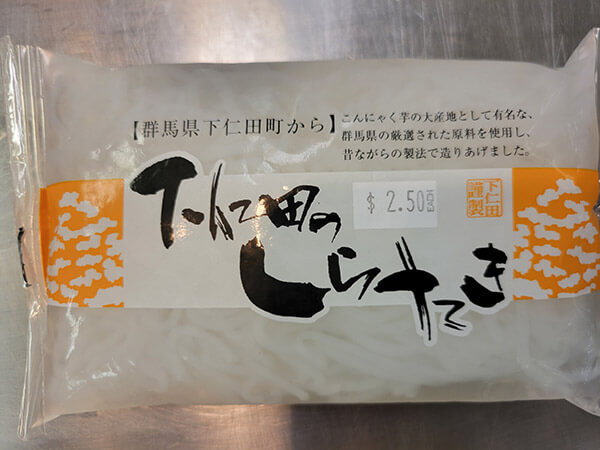 【群馬県下仁田町から】
こんにゃく芋の大産地として有名な、
群馬県の厳選された原料を使用し、
昔ながらの製法で造りあげました。
下仁田の
しらたき
$ 2.50
EACH
下仁田
謹製